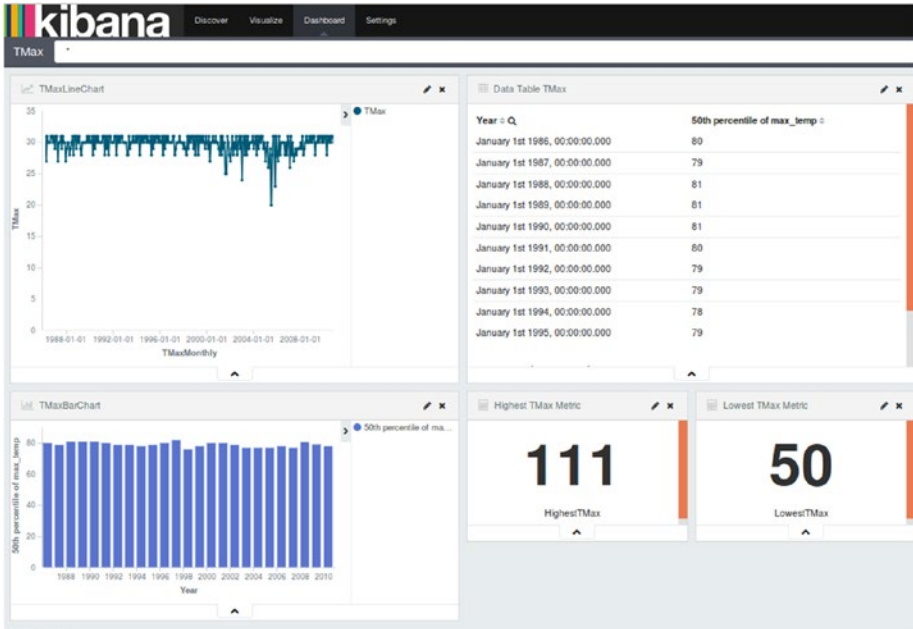 kibana
Discover Visualize Dashboard Settings
TMax *
TMaxLineChart
35
30
25
20
15
10
5
0
TMax
1988-01-01 1992-01-01 1996-01-01 2000-01-01 2004-01-01 2008-01-01
TMaxMonthly
TMax
Data Table TMax
Year 50th percentile of max_temp
January 1st 1986, 00:00:00.000 80
January 1st 1987, 00:00:00.000 79
January 1st 1988, 00:00:00.000 81
January 1st 1989, 00:00:00.000 81
January 1st 1990, 00:00:00.000 81
January 1st 1991, 00:00:00.000 80
January 1st 1992, 00:00:00.000 79
January 1st 1993, 00:00:00.000 79
January 1st 1994, 00:00:00.000 78
January 1st 1995, 00:00:00.000 79
TMaxBarChart
80
60
40
20
0
50th percentile of max_temp
1988 1990 1992 1994 1996 1998 2000 2002 2004 2006 2008 2010
Year
50th percentile of ma...
Highest TMax Metric
111
HighestTMax
Lowest TMax Metric
50
LowestTMax